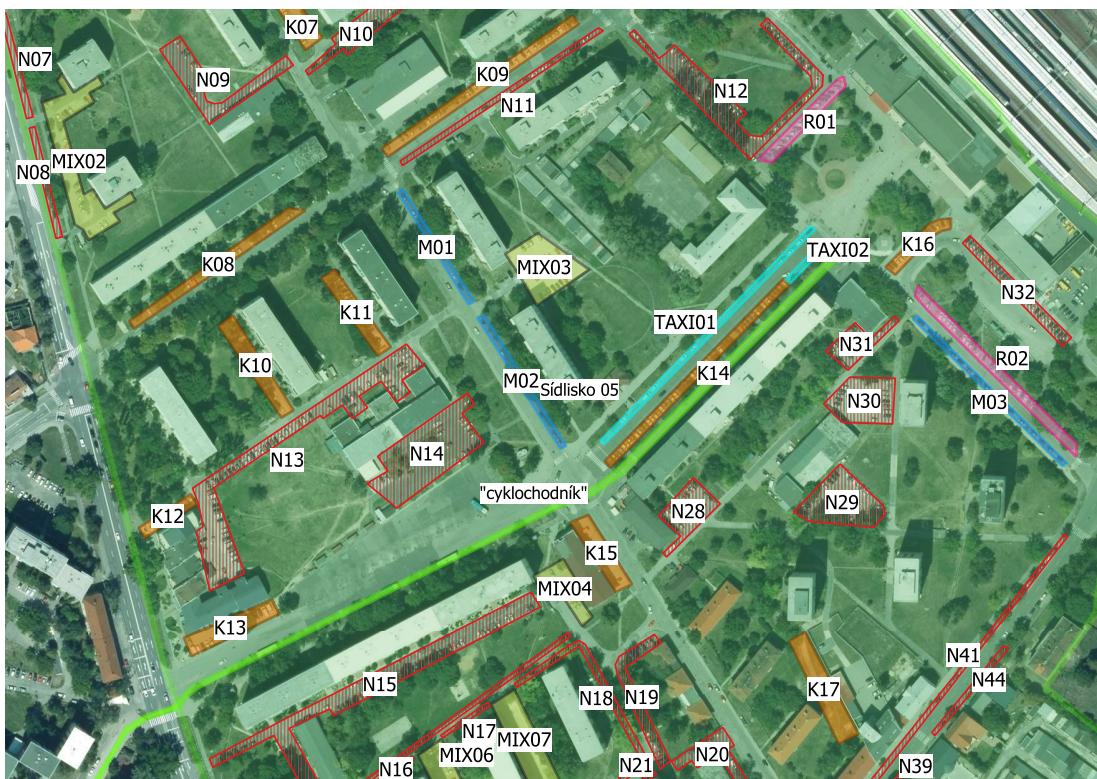 K07
N10
N07
N09
K09
N11
N12
R01
MIX02
N08
M01
TAXI02
K16
K08
MIX03
N32
K11
TAXI01
N31
R02
K10
M02
Sídlisko 05
K14
N30
M03
N13
N14
"cyklochodník"
N28
N29
K12
K15
MIX04
K13
N15
N41
N44
K17
N18
N19
N17
MIX07
MIX06
N16
N21
N20
N39